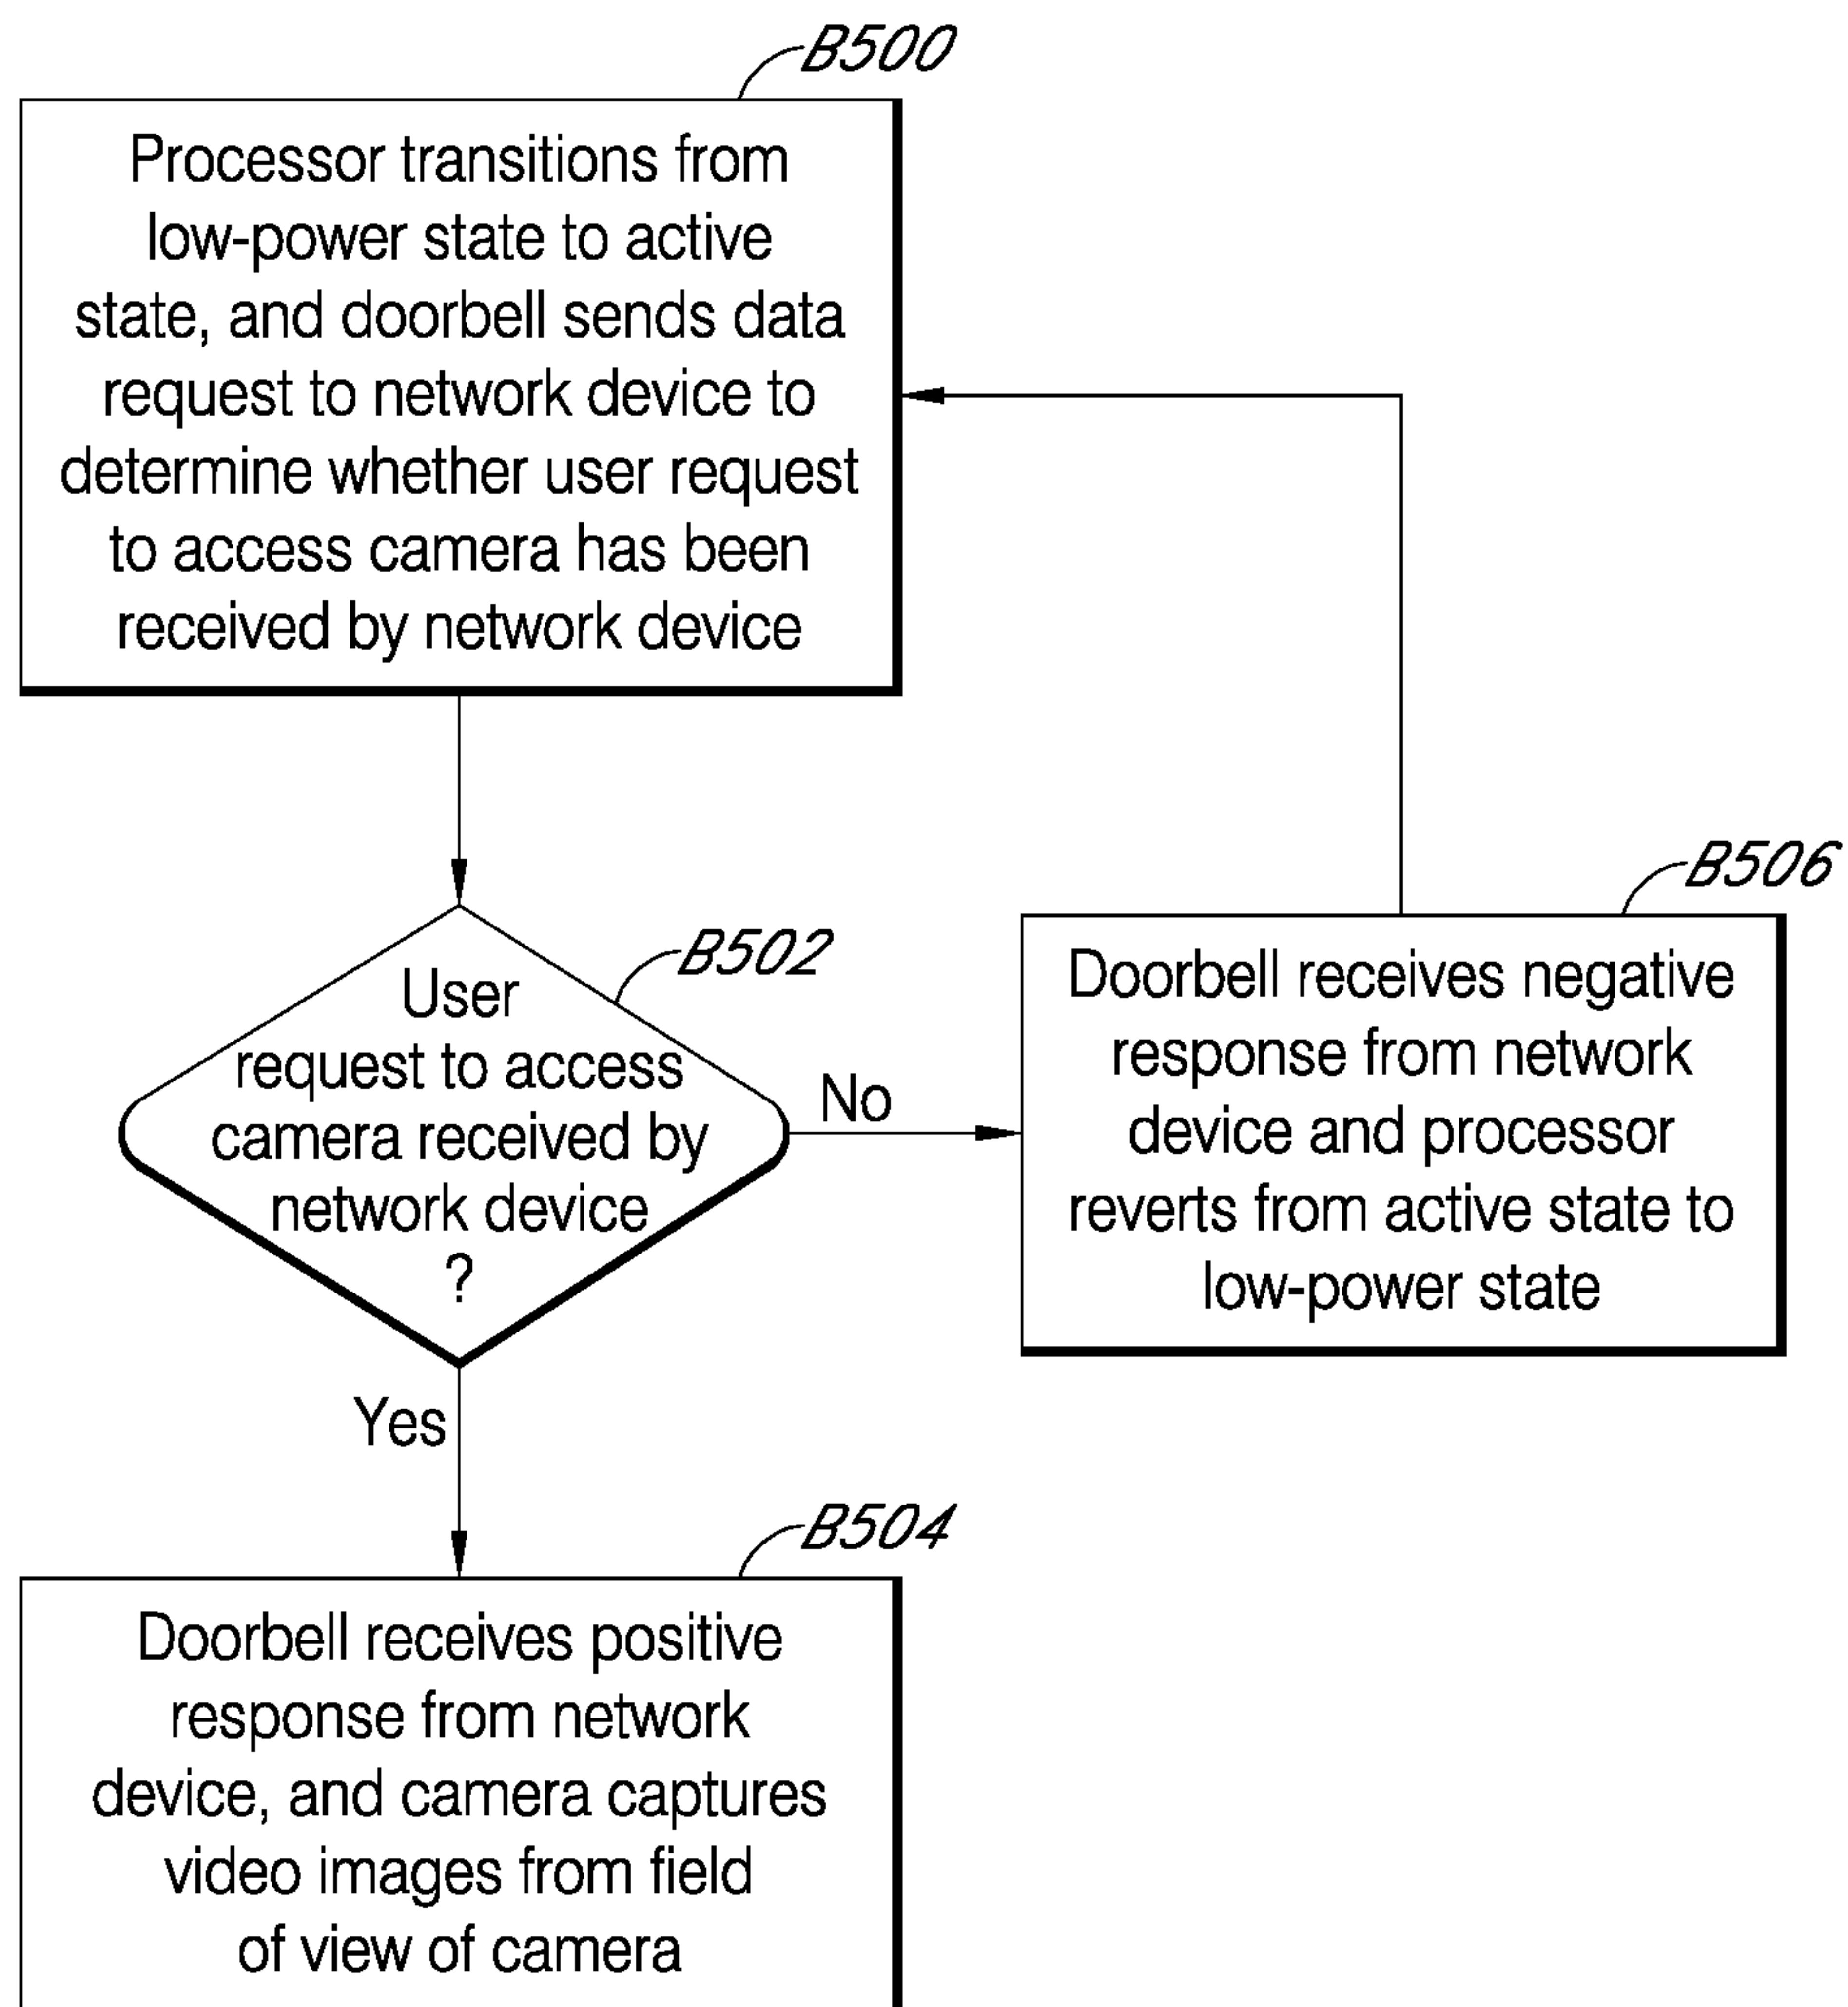 B500
Processor transitions from
low-power state to active
state, and doorbell sends data
request to network device to
determine whether user request
to access camera has been
received by network device
B502
User
request to access
camera received by
network device
?
No
Yes
B506
Doorbell receives negative
response from network
device and processor
reverts from active state to
low-power state
B504
Doorbell receives positive
response from network
device, and camera captures
video images from field
of view of camera